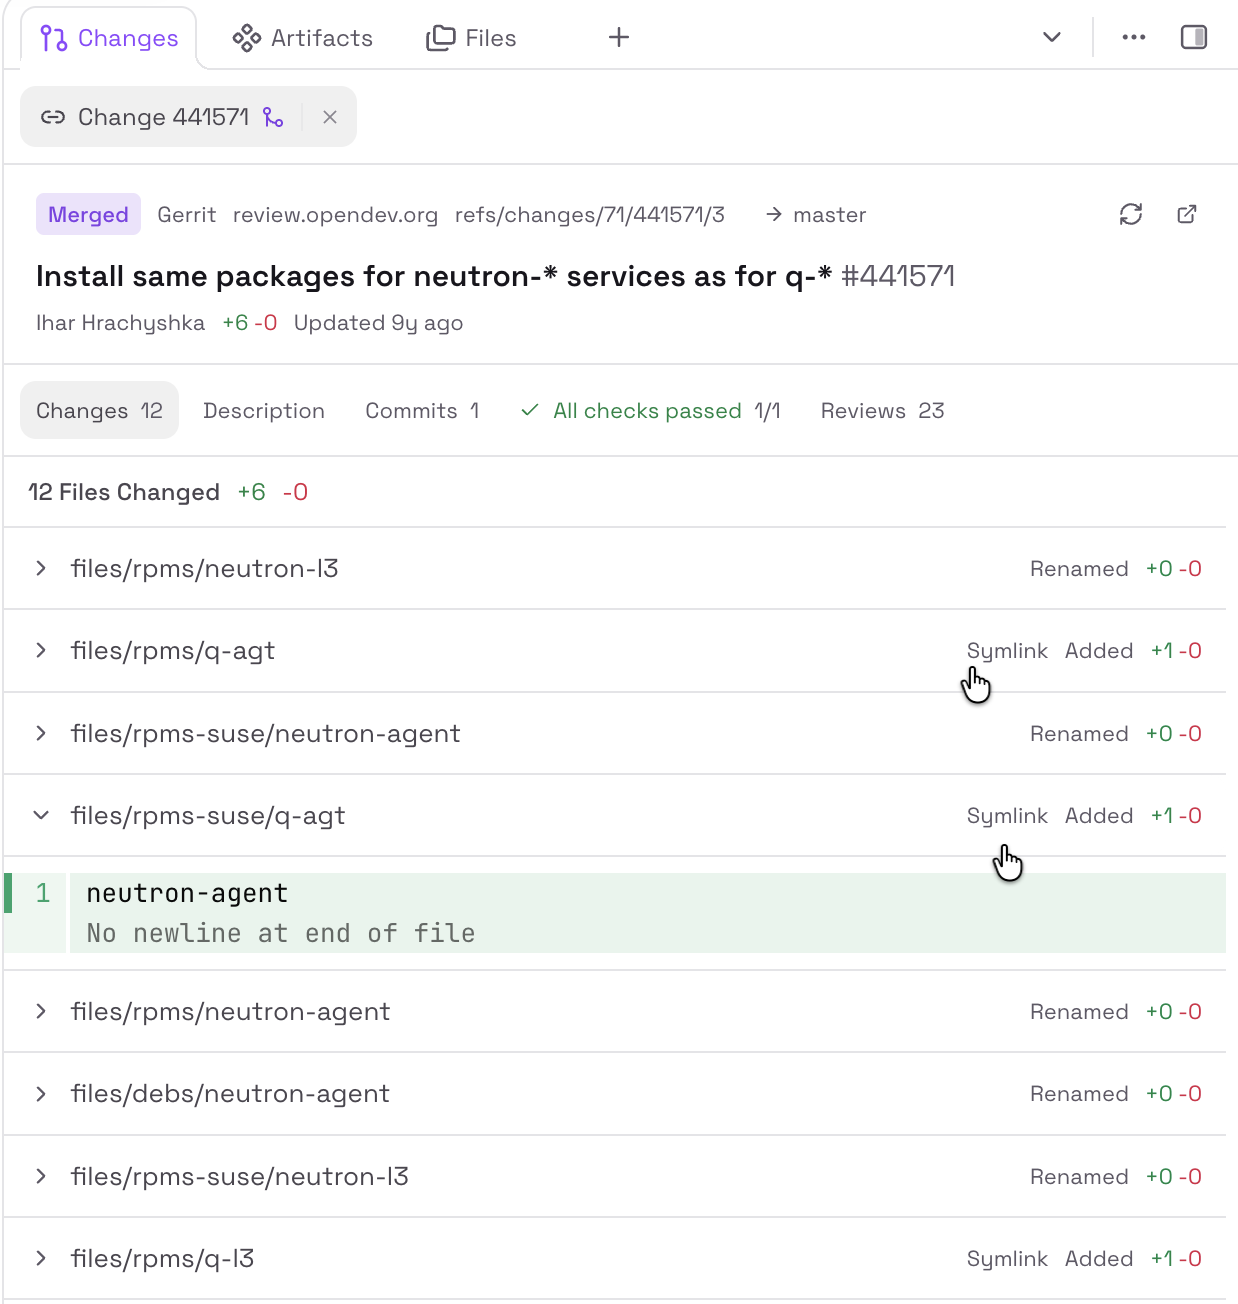 Changes Artifacts Files
Change 441571
Merged Gerrit review.opendev.org refs/changes/71/441571/3 → master
Install same packages for neutron-* services as for q-* #441571
Ihar Hrachyshka +6 -0 Updated 9y ago
Changes 12 Description Commits 1 All checks passed 1/1 Reviews 23
12 Files Changed +6 -0
files/rpms/neutron-l3 Renamed +0 -0
files/rpms/q-agt Symlink Added +1 -0
files/rpms-suse/neutron-agent Renamed +0 -0
files/rpms-suse/q-agt Symlink Added +1 -0
1 neutron-agent
No newline at end of file
files/rpms/neutron-agent Renamed +0 -0
files/debs/neutron-agent Renamed +0 -0
files/rpms-suse/neutron-l3 Renamed +0 -0
files/rpms/q-l3 Symlink Added +1 -0